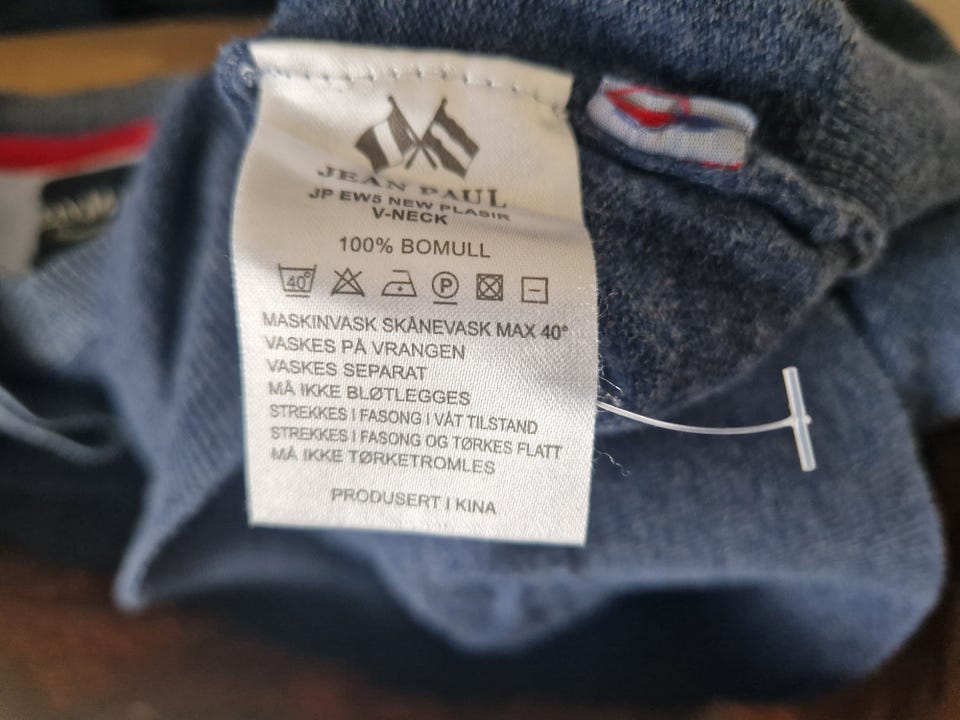 JEAN PAUL
JP EW5 NEW PLASIR
V-NECK
100% BOMULL
40°
P
MASKINVASK SKÅNEVASK MAX 40°
VASKES PÅ VRANGEN
VASKES SEPARAT
MÅ IKKE BLØTLEGGES
STREKKES I FASONG I VÅT TILSTAND
STREKKES I FASONG OG TØRKES FLATT
MÅ IKKE TØRKETROMLES
PRODUSERT I KINA